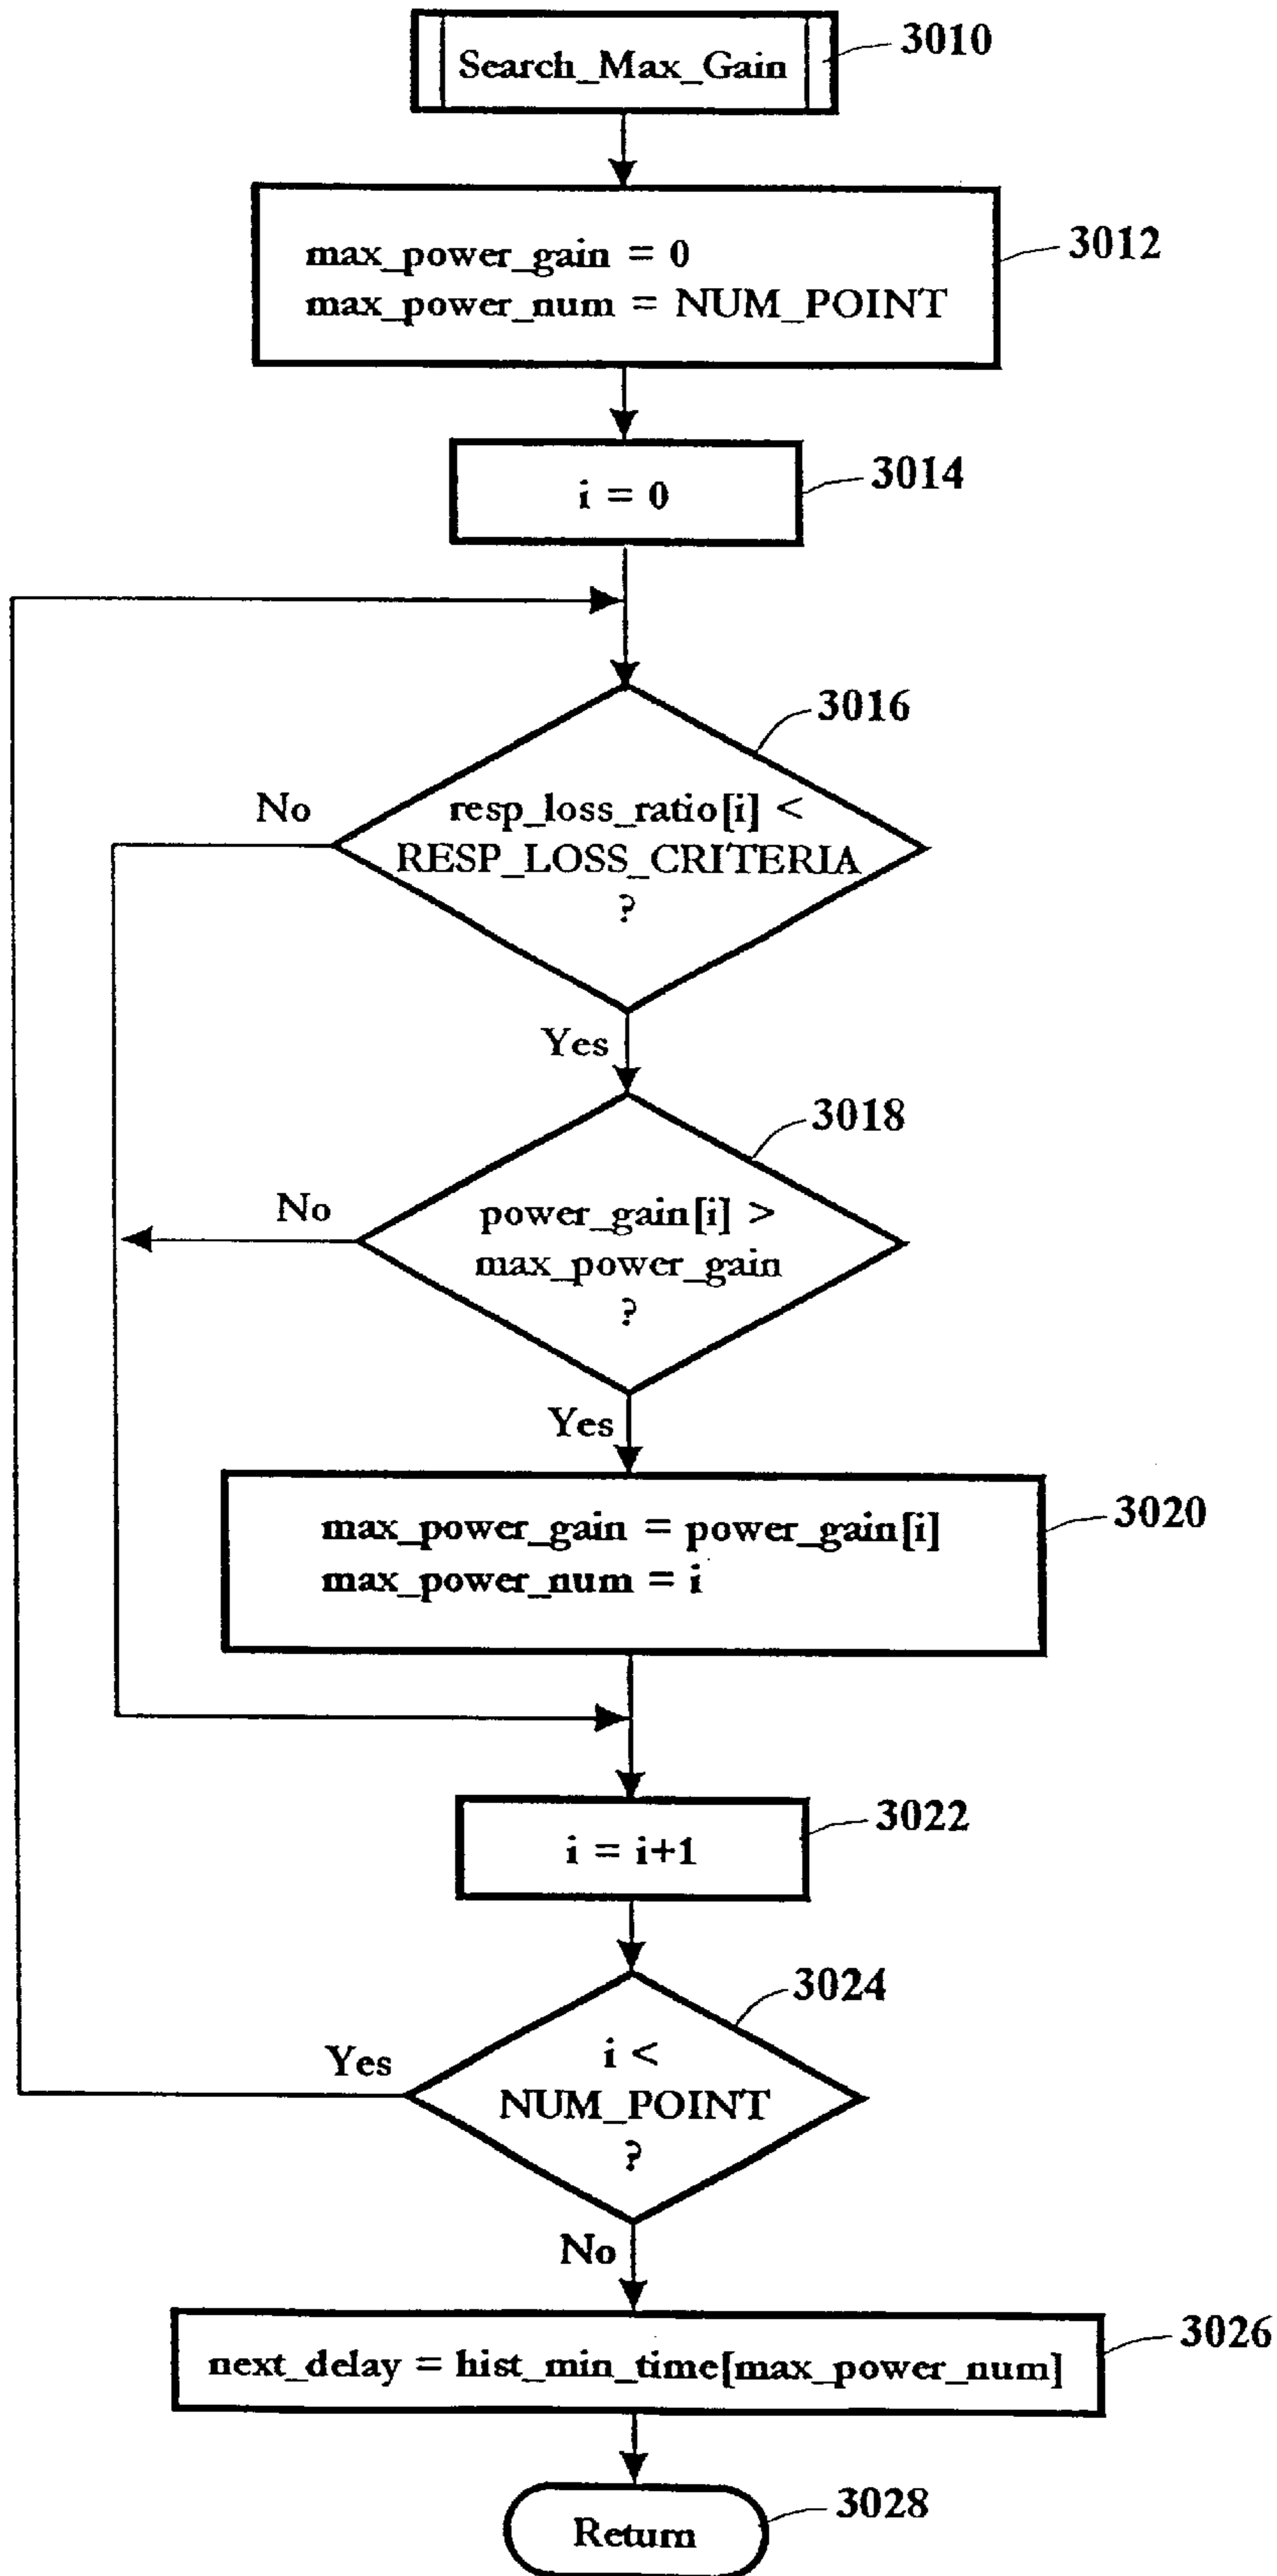 Search_Max_Gain
3010
max_power_gain = 0
max_power_num = NUM_POINT
3012
i = 0
3014
3016
No
resp_loss_ratio[i] <
RESP_LOSS_CRITERIA
?
Yes
3018
No
power_gain[i] >
max_power_gain
?
Yes
max_power_gain = power_gain[i]
max_power_num = i
3020
i = i+1
3022
3024
Yes
i <
NUM_POINT
?
No
next_delay = hist_min_time[max_power_num]
3026
Return
3028